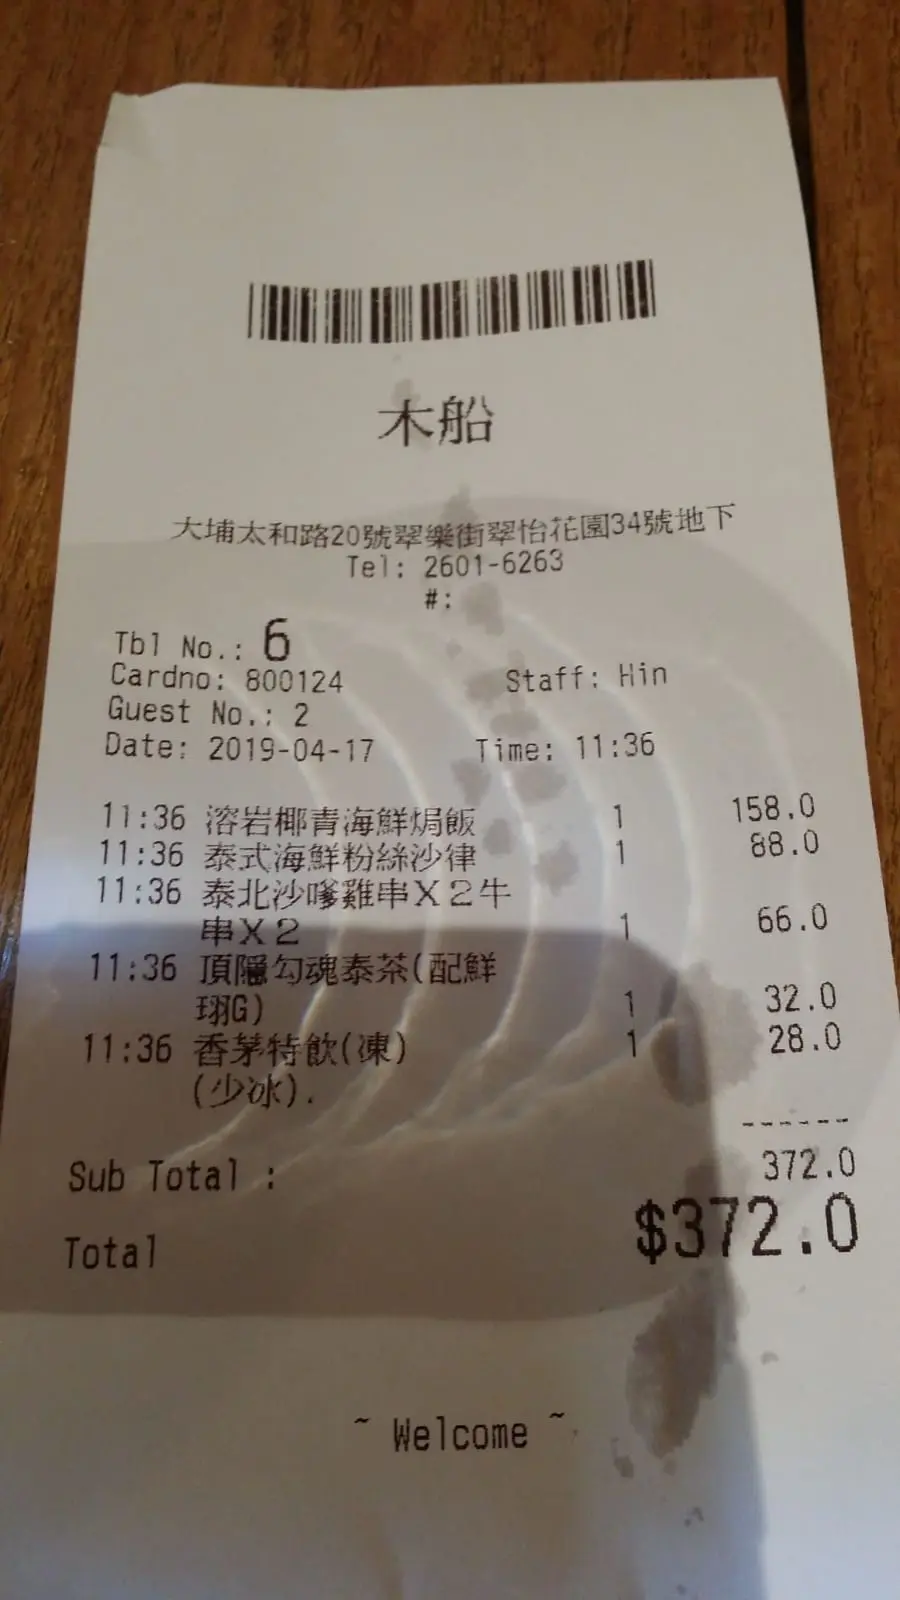 木船
大埔太和路20號翠樂街翠怡花園34號地下
Tel: 2601-6263
#:
Tbl No.: 6
Cardno: 800124 Staff: Hin
Guest No.: 2
Date: 2019-04-17 Time: 11:36
11:36 溶岩椰青海鮮焗飯 1 158.0
11:36 泰式海鮮粉絲沙律 1 88.0
11:36 泰北沙嗲雞串X2牛
串X2 1 66.0
11:36 頂隱勾魂泰茶(配鮮
珝G) 1 32.0
11:36 香茅特飲(凍) 1 28.0
(少冰).
------
Sub Total : 372.0
Total $372.0
~ Welcome ~